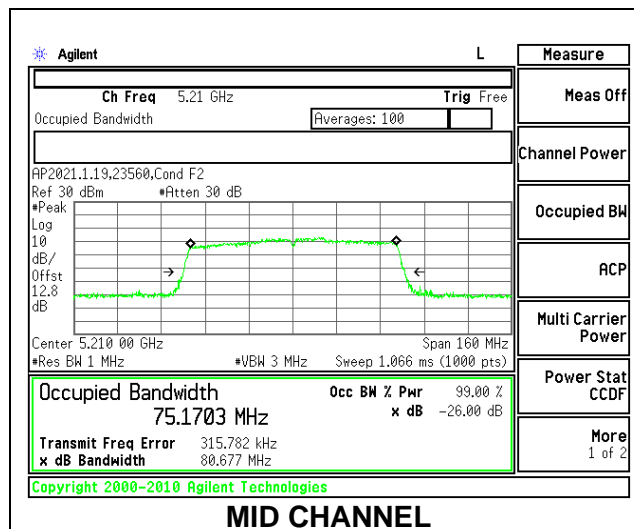 Agilent L
Measure
Ch Freq 5.21 GHz Trig Free
Occupied Bandwidth Averages: 100
AP2021.1.19,23560,Cond F2
Ref 30 dBm #Atten 30 dB
#Peak
Log
10
dB/
Offst
12.8
dB
Center 5.210 00 GHz Span 160 MHz
#Res BW 1 MHz #VBW 3 MHz Sweep 1.066 ms (1000 pts)
Occupied Bandwidth Occ BW % Pwr 99.00 %
75.1703 MHz x dB -26.00 dB
Transmit Freq Error 315.782 kHz
x dB Bandwidth 80.677 MHz
Copyright 2000-2010 Agilent Technologies
Meas Off
Channel Power
Occupied BW
ACP
Multi Carrier
Power
Power Stat
CCDF
More
1 of 2
MID CHANNEL